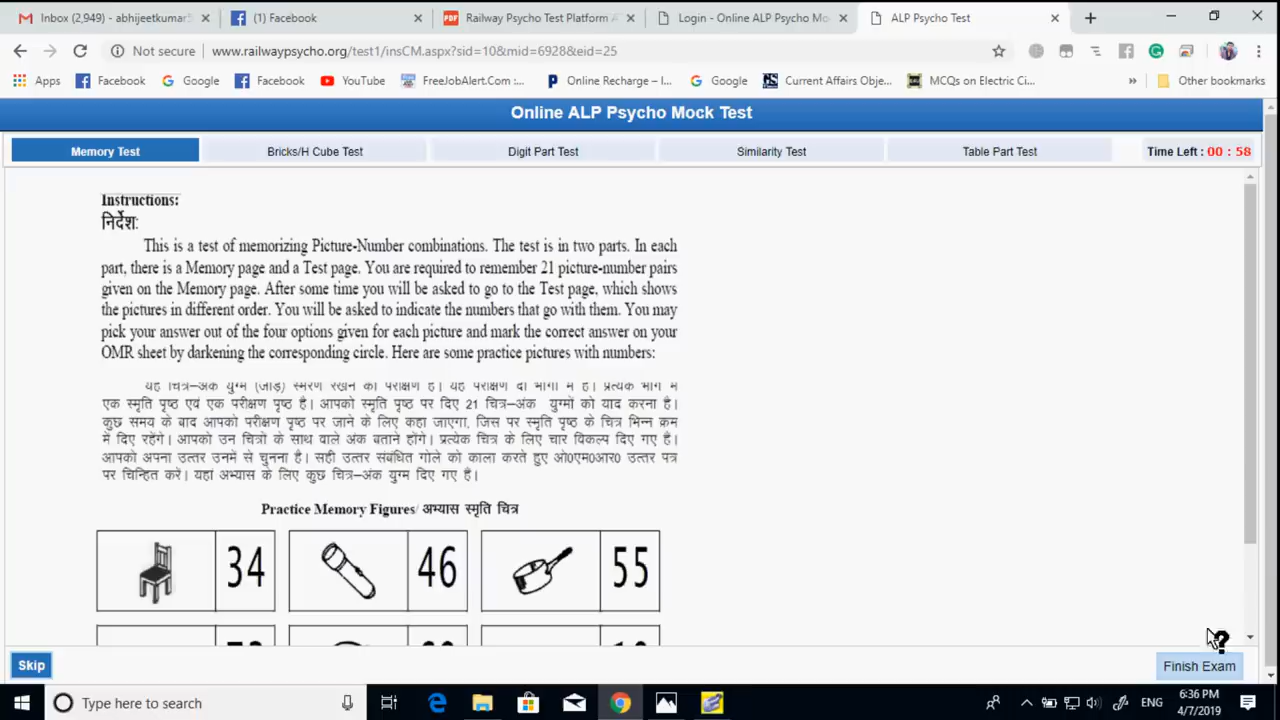 Inbox (2,949) - abhijeetkumar
(1) Facebook
PDF
Railway Psycho Test Platform A
Login - Online ALP Psycho Mo
ALP Psycho Test
Not secure
www.railwaypsycho.org/test1/insCM.aspx?sid=10&mid=6928&eid=25
Apps
Facebook
Google
Facebook
YouTube
FreeJobAlert.Com :...
Online Recharge – I...
Google
Current Affairs Obje...
MCQs on Electric Ci...
»
Other bookmarks
Online ALP Psycho Mock Test
Memory Test
Bricks/H Cube Test
Digit Part Test
Similarity Test
Table Part Test
Time Left : 00 : 58
Instructions:
निर्देश:
This is a test of memorizing Picture-Number combinations. The test is in two parts. In each
part, there is a Memory page and a Test page. You are required to remember 21 picture-number pairs
given on the Memory page. After some time you will be asked to go to the Test page, which shows
the pictures in different order. You will be asked to indicate the numbers that go with them. You may
pick your answer out of the four options given for each picture and mark the correct answer on your
OMR sheet by darkening the corresponding circle. Here are some practice pictures with numbers:
यह चित्र–अंक युग्म (जोड़) स्मरण रखने का परीक्षण है। यह परीक्षण दो भागों में है। प्रत्येक भाग में
एक स्मृति पृष्ठ एवं एक परीक्षण पृष्ठ है। आपको स्मृति पृष्ठ पर दिए 21 चित्र–अंक युग्मों को याद करना है।
कुछ समय के बाद आपको परीक्षण पृष्ठ पर जाने के लिए कहा जाएगा, जिस पर स्मृति पृष्ठ के चित्र भिन्न क्रम
में दिए रहेंगे। आपको उन चित्रो के साथ वाले अंक बताने होंगे। प्रत्येक चित्र के लिए चार विकल्प दिए गए है।
आपको अपना उत्तर उनमें से चुनना है। सही उत्तर संबंधित गोले को काला करते हुए ओ0एम0आर0 उत्तर पत्र
पर चिन्हित करें। यहां अभ्यास के लिए कुछ चित्र–अंक युग्म दिए गए है।
Practice Memory Figures/ अभ्यास स्मृति चित्र
34
46
55
Skip
Finish Exam
Type here to search
ENG
6:36 PM
4/7/2019